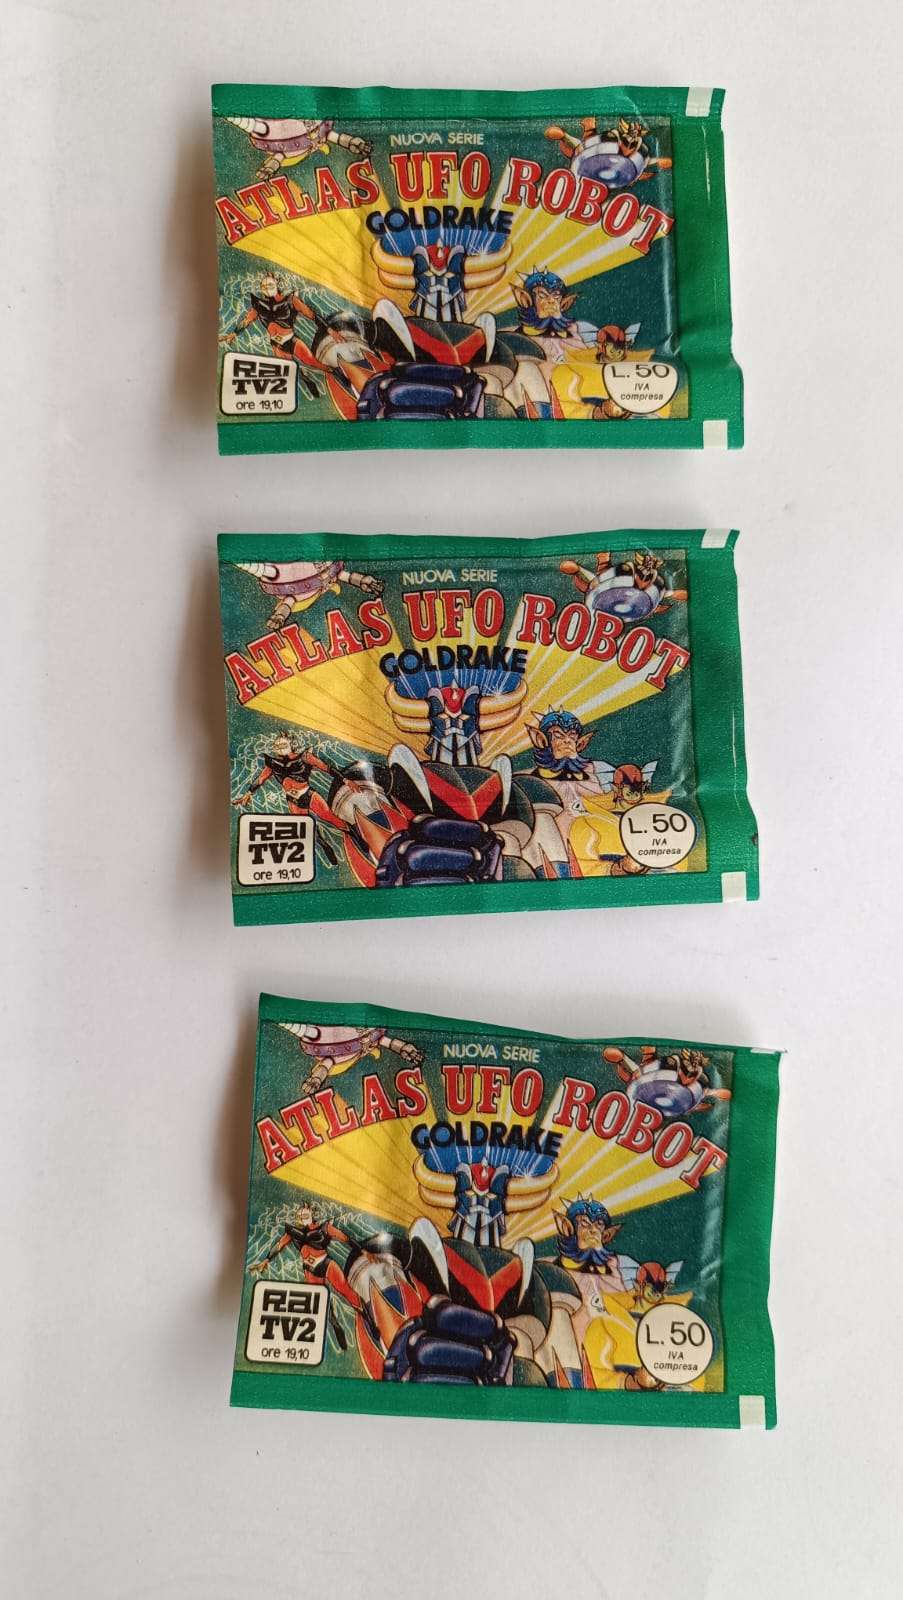 NUOVA SERIE
ATLAS UFO ROBOT
GOLDRAKE
RAI
TV2
ore 19,10
L. 50
IVA
compresa
NUOVA SERIE
ATLAS UFO ROBOT
GOLDRAKE
RAI
TV2
ore 19,10
L. 50
IVA
compresa
NUOVA SERIE
ATLAS UFO ROBOT
GOLDRAKE
RAI
TV2
ore 19,10
L. 50
IVA
compresa